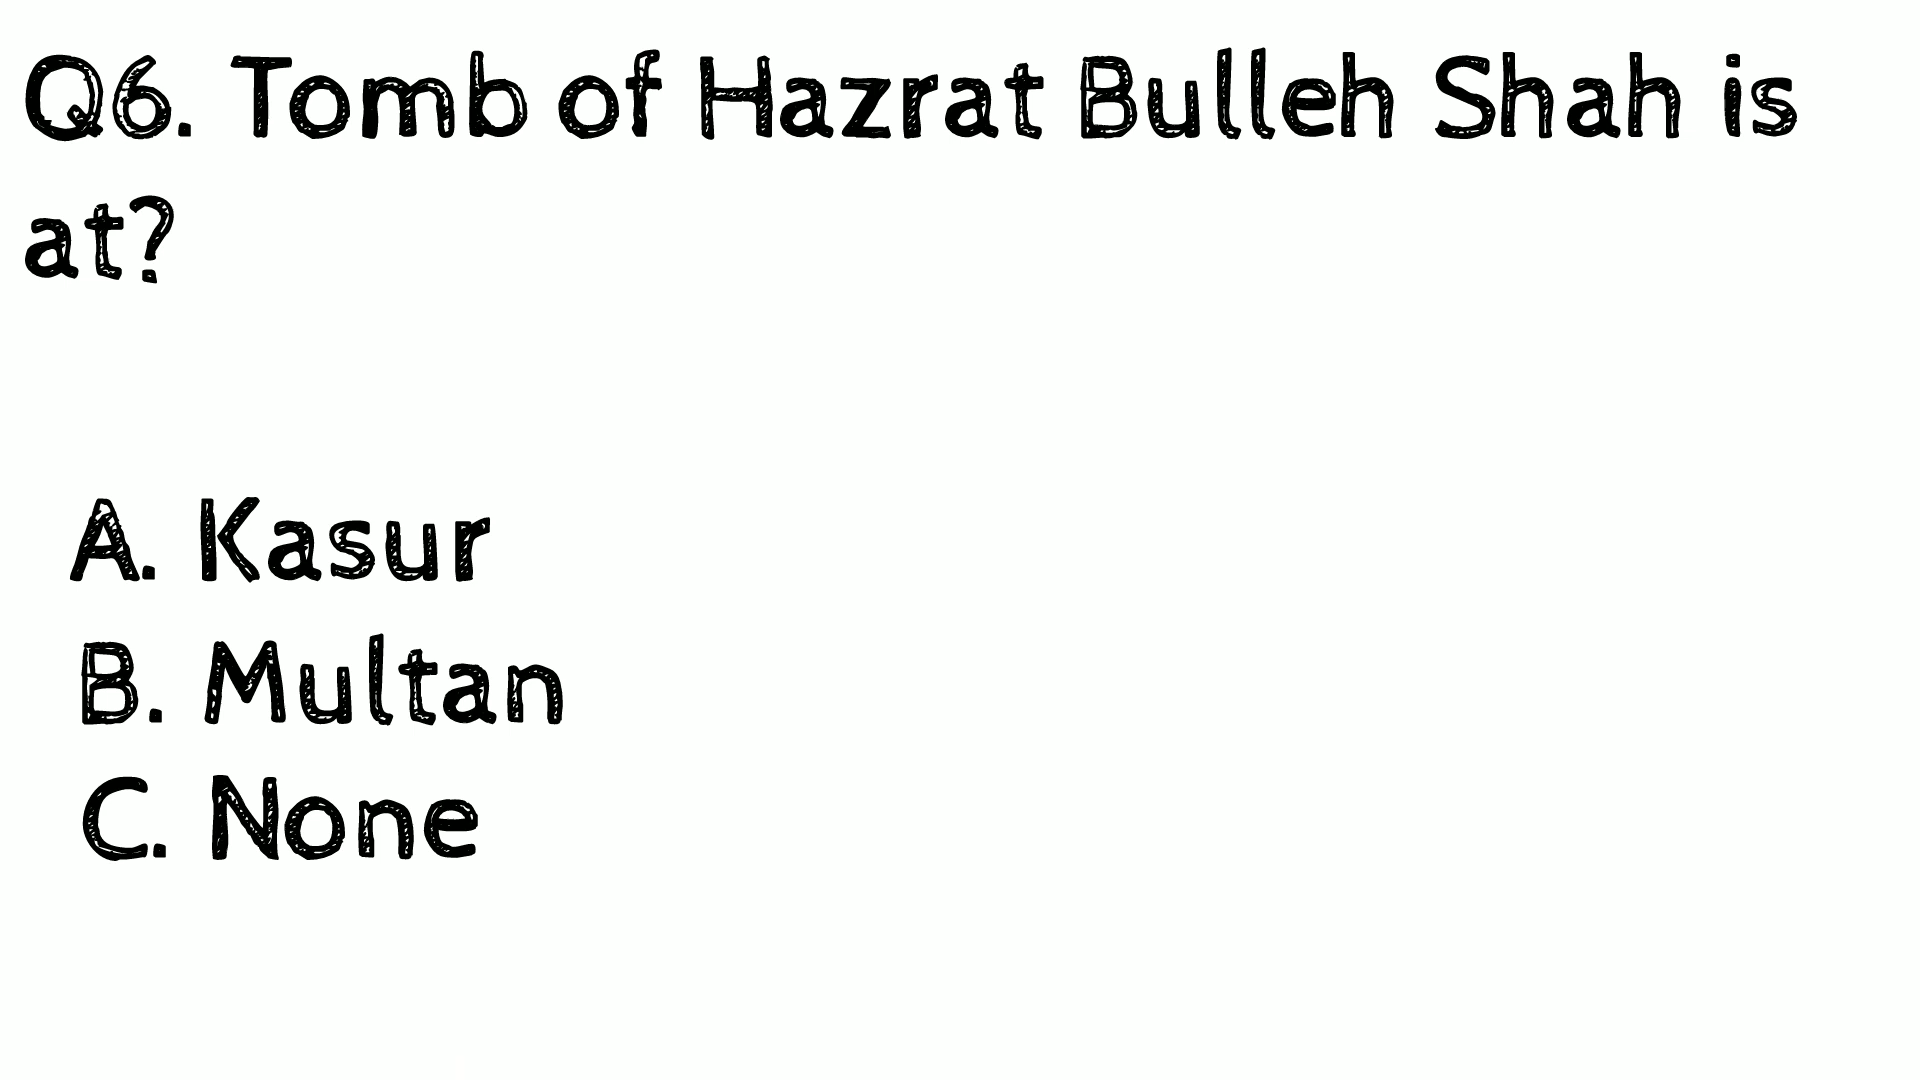 Q6. Tomb of Hazrat Bulleh Shah is
at?
A. Kasur
B. Multan
C. None